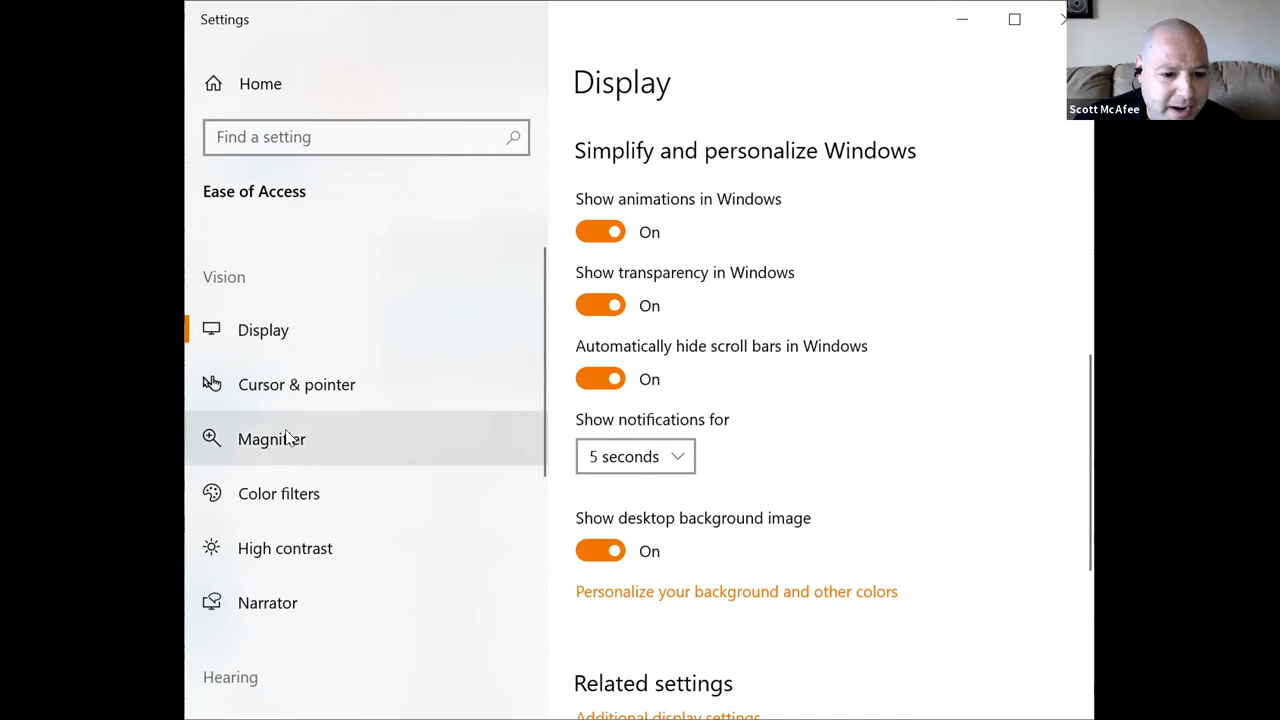 Settings
Home
Find a setting
Ease of Access
Vision
Display
Cursor & pointer
Magnifier
Color filters
High contrast
Narrator
Hearing
Display
Simplify and personalize Windows
Show animations in Windows
On
Show transparency in Windows
On
Automatically hide scroll bars in Windows
On
Show notifications for
5 seconds
Show desktop background image
On
Personalize your background and other colors
Related settings
Additional display settings
Scott McAfee